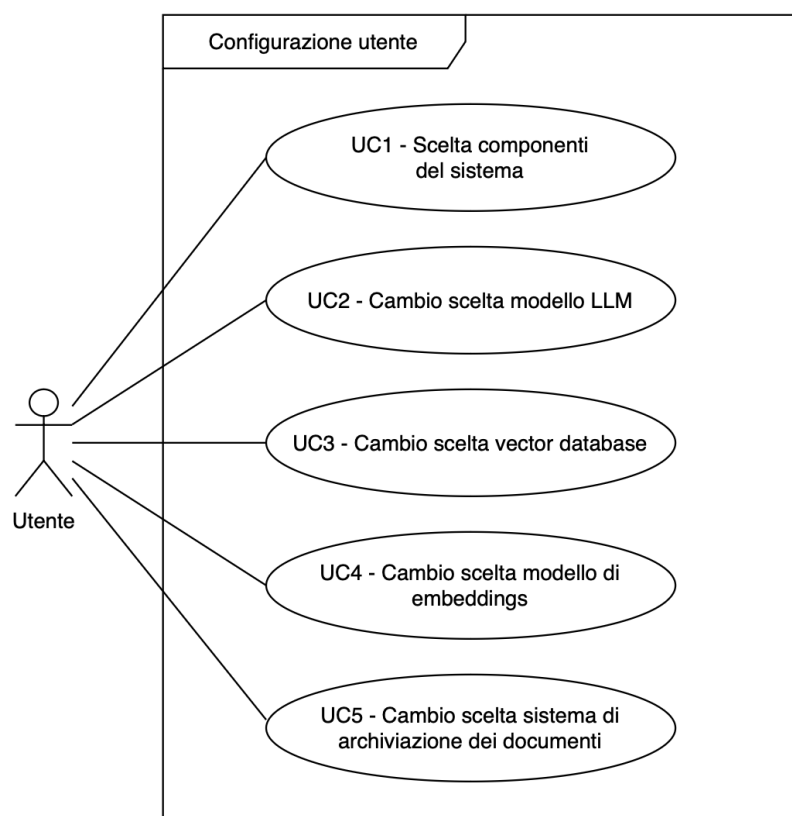 Configurazione utente
UC1 - Scelta componenti
del sistema
UC2 - Cambio scelta modello LLM
UC3 - Cambio scelta vector database
Utente
UC4 - Cambio scelta modello di
embeddings
UC5 - Cambio scelta sistema di
archiviazione dei documenti